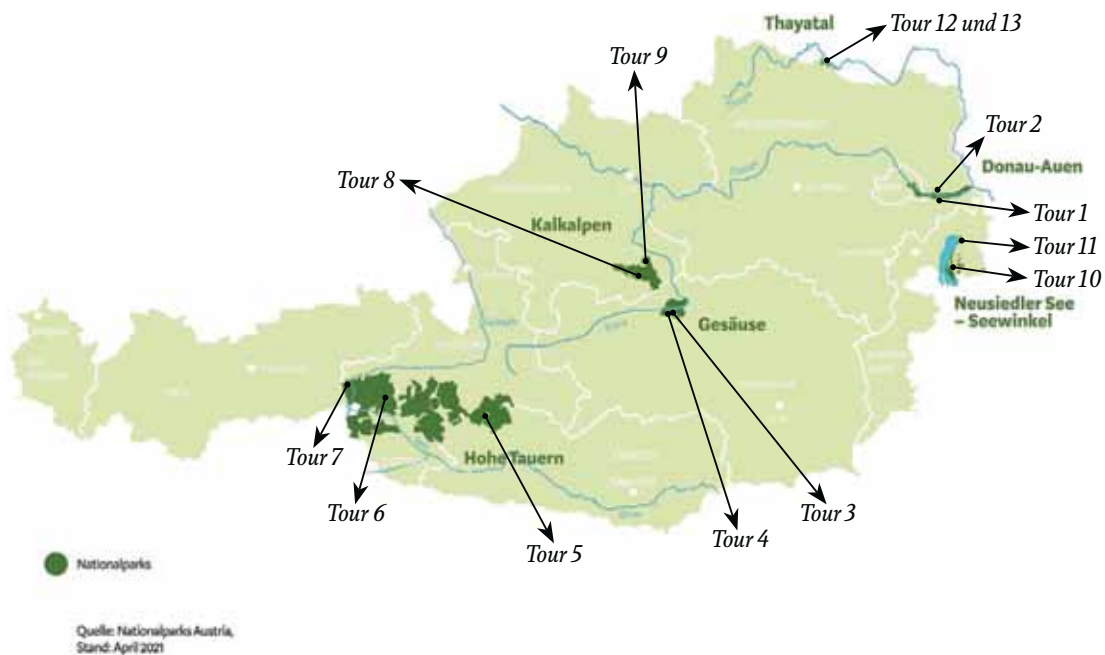 Thayatal
Tour 12 und 13
Tour 9
Tour 2
Donau-Auen
Tour 8
Tour 1
Kalkalpen
Tour 11
Tour 10
Neusiedler See
– Seewinkel
Gesäuse
Tour 7
Hohe Tauern
Tour 6
Tour 3
Tour 4
Tour 5
Nationalparks
Quelle: Nationalparks Austria,
Stand: April 2021